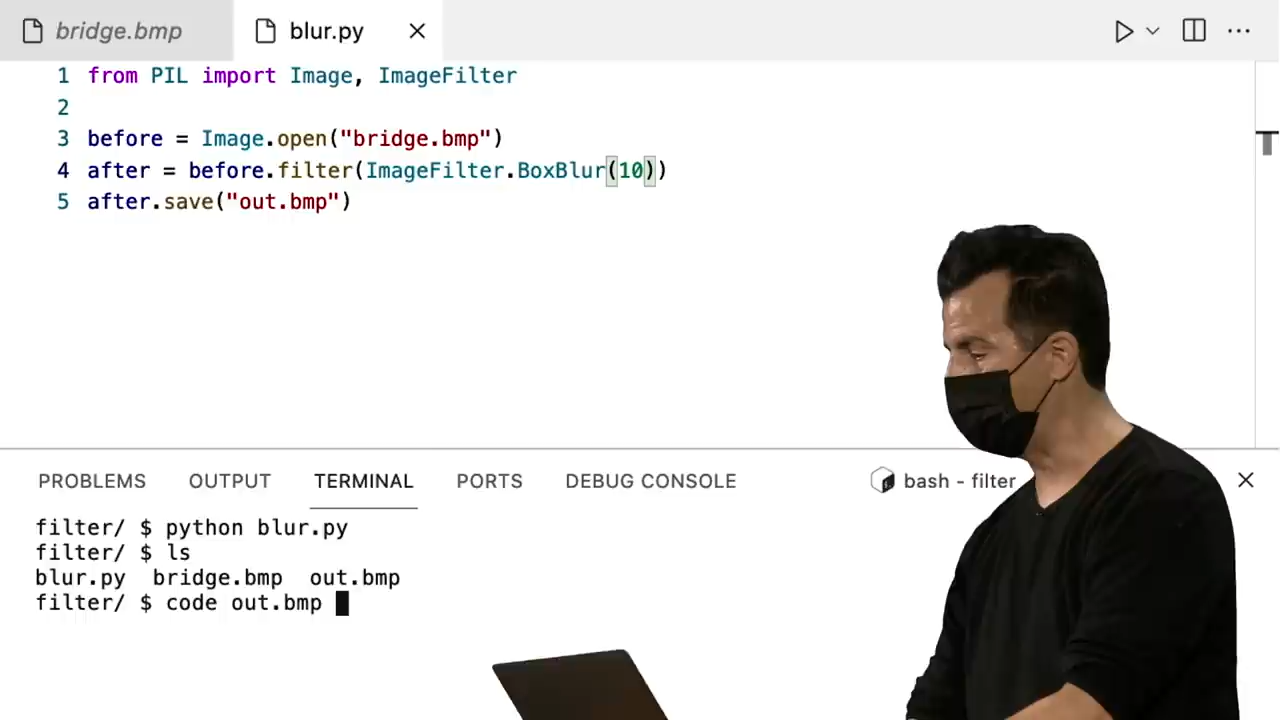 bridge.bmp
blur.py
1 from PIL import Image, ImageFilter
2
3 before = Image.open("bridge.bmp")
4 after = before.filter(ImageFilter.BoxBlur(10))
5 after.save("out.bmp")
PROBLEMS OUTPUT TERMINAL PORTS DEBUG CONSOLE bash - filter
filter/ $ python blur.py
filter/ $ ls
blur.py bridge.bmp out.bmp
filter/ $ code out.bmp